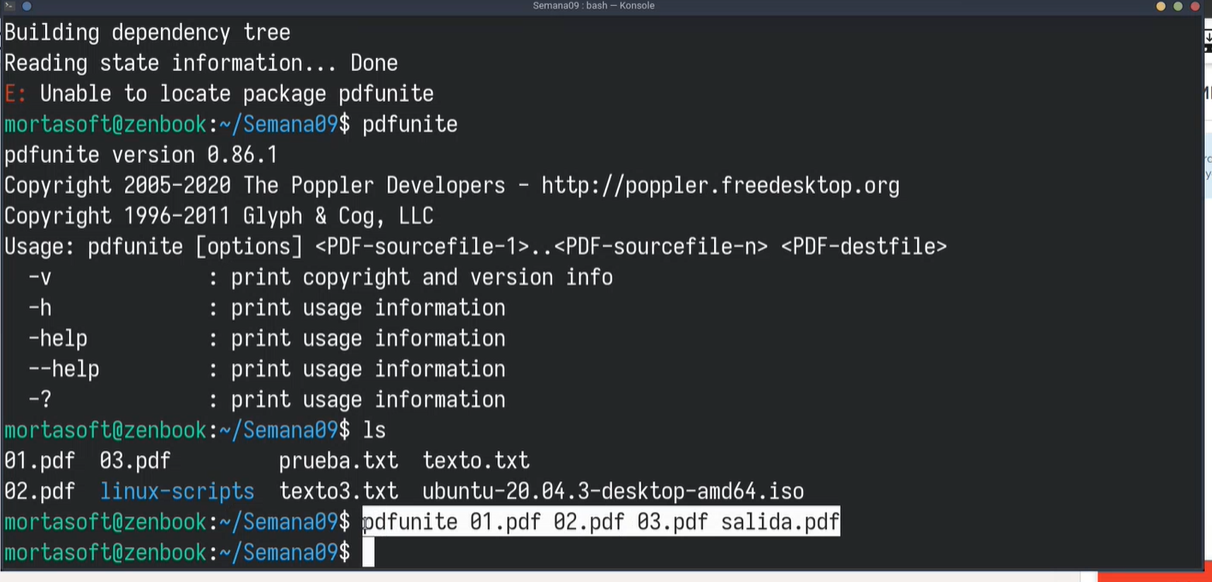 Semana09 : bash — Konsole
Building dependency tree
Reading state information... Done
E: Unable to locate package pdfunite
mortasoft@zenbook:~/Semana09$ pdfunite
pdfunite version 0.86.1
Copyright 2005-2020 The Poppler Developers - http://poppler.freedesktop.org
Copyright 1996-2011 Glyph & Cog, LLC
Usage: pdfunite [options] <PDF-sourcefile-1>..<PDF-sourcefile-n> <PDF-destfile>
  -v             : print copyright and version info
  -h             : print usage information
  -help          : print usage information
  --help         : print usage information
  -?             : print usage information
mortasoft@zenbook:~/Semana09$ ls
01.pdf  03.pdf         prueba.txt  texto.txt
02.pdf  linux-scripts  texto3.txt  ubuntu-20.04.3-desktop-amd64.iso
mortasoft@zenbook:~/Semana09$ pdfunite 01.pdf 02.pdf 03.pdf salida.pdf
mortasoft@zenbook:~/Semana09$